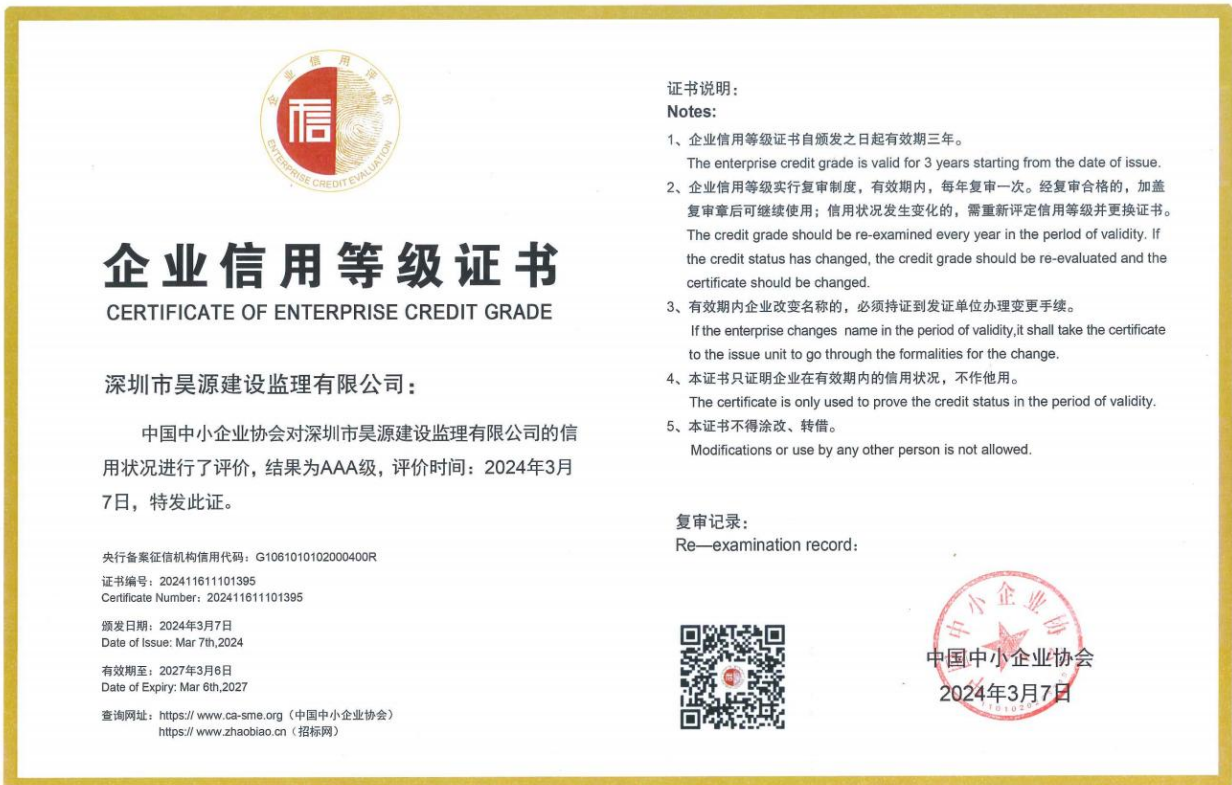 企业信用评价
信
ENTERPRISE CREDIT EVALUATION
企业信用等级证书
CERTIFICATE OF ENTERPRISE CREDIT GRADE
深圳市昊源建设监理有限公司：
中国中小企业协会对深圳市昊源建设监理有限公司的信
用状况进行了评价，结果为AAA级，评价时间：2024年3月
7日，特发此证。
央行备案征信机构信用代码：G1061010102000400R
证书编号：202411611101395
Certificate Number：202411611101395
颁发日期：2024年3月7日
Date of Issue: Mar 7th,2024
有效期至：2027年3月6日
Date of Expiry: Mar 6th,2027
查询网址：https:// www.ca-sme.org（中国中小企业协会）
https:// www.zhaobiao.cn（招标网）
证书说明：
Notes:
1、企业信用等级证书自颁发之日起有效期三年。
The enterprise credit grade is valid for 3 years starting from the date of issue.
2、企业信用等级实行复审制度，有效期内，每年复审一次。经复审合格的，加盖
复审章后可继续使用；信用状况发生变化的，需重新评定信用等级并更换证书。
The credit grade should be re-examined every year in the perlod of validity. If
the credit status has changed, the credit grade should be re-evaluated and the
certificate should be changed.
3、有效期内企业改变名称的，必须持证到发证单位办理变更手续。
If the enterprise changes name in the period of validity,it shall take the certificate
to the issue unit to go through the formalities for the change.
4、本证书只证明企业在有效期内的信用状况，不作他用。
The certificate is only used to prove the credit status in the period of validity.
5、本证书不得涂改、转借。
Modifications or use by any other person is not allowed.
复审记录：
Re—examination record：
中国中小企业协会
中国中小企业协会
2024年3月7日